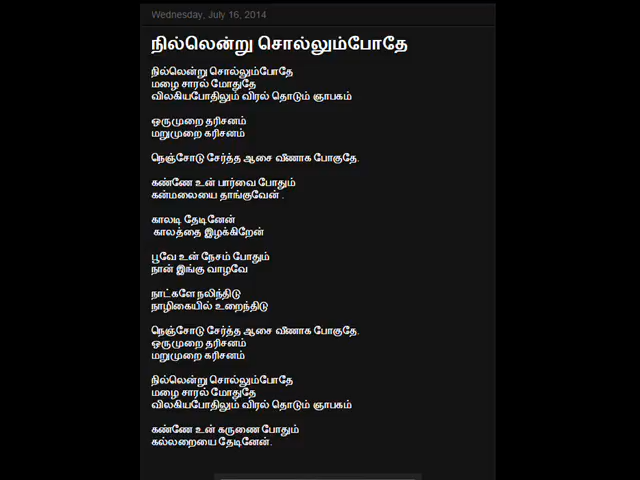 Wednesday, July 16, 2014
நில்லென்று சொல்லும்போதே
நில்லென்று சொல்லும்போதே
மழை சாரல் மோதுதே
விலகியபோதிலும் விரல் தொடும் ஞாபகம்
ஒருமுறை தரிசனம்
மறுமுறை கரிசனம்
நெஞ்சோடு சேர்த்த ஆசை வீணாக போகுதே.
கண்ணே உன் பார்வை போதும்
கன்மலையை தாங்குவேன் .
காலடி தேடினேன்
காலத்தை இழக்கிறேன்
பூவே உன் நேசம் போதும்
நான் இங்கு வாழவே
நாட்களே நலிந்திடு
நாழிகையில் உறைந்திடு
நெஞ்சோடு சேர்த்த ஆசை வீணாக போகுதே.
ஒருமுறை தரிசனம்
மறுமுறை கரிசனம்
நில்லென்று சொல்லும்போதே
மழை சாரல் மோதுதே
விலகியபோதிலும் விரல் தொடும் ஞாபகம்
கண்ணே உன் கருணை போதும்
கல்லறையை தேடினேன்.